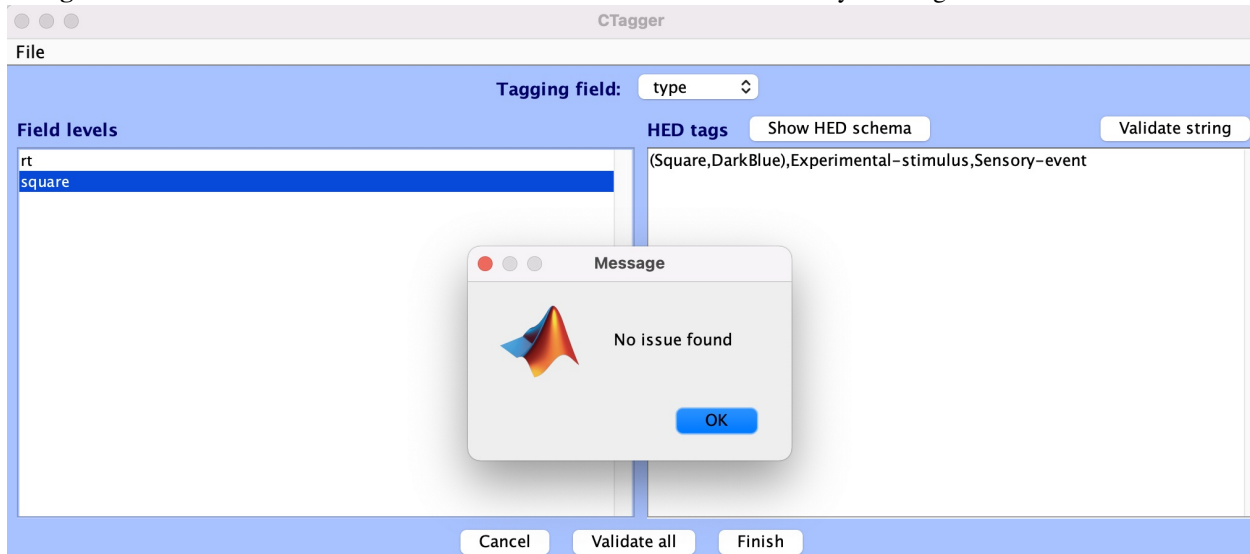 CTagger
File
Tagging field: type
Field levels
HED tags Show HED schema Validate string
rt
square
(Square,DarkBlue),Experimental-stimulus,Sensory-event
Message
No issue found
OK
Cancel Validate all Finish